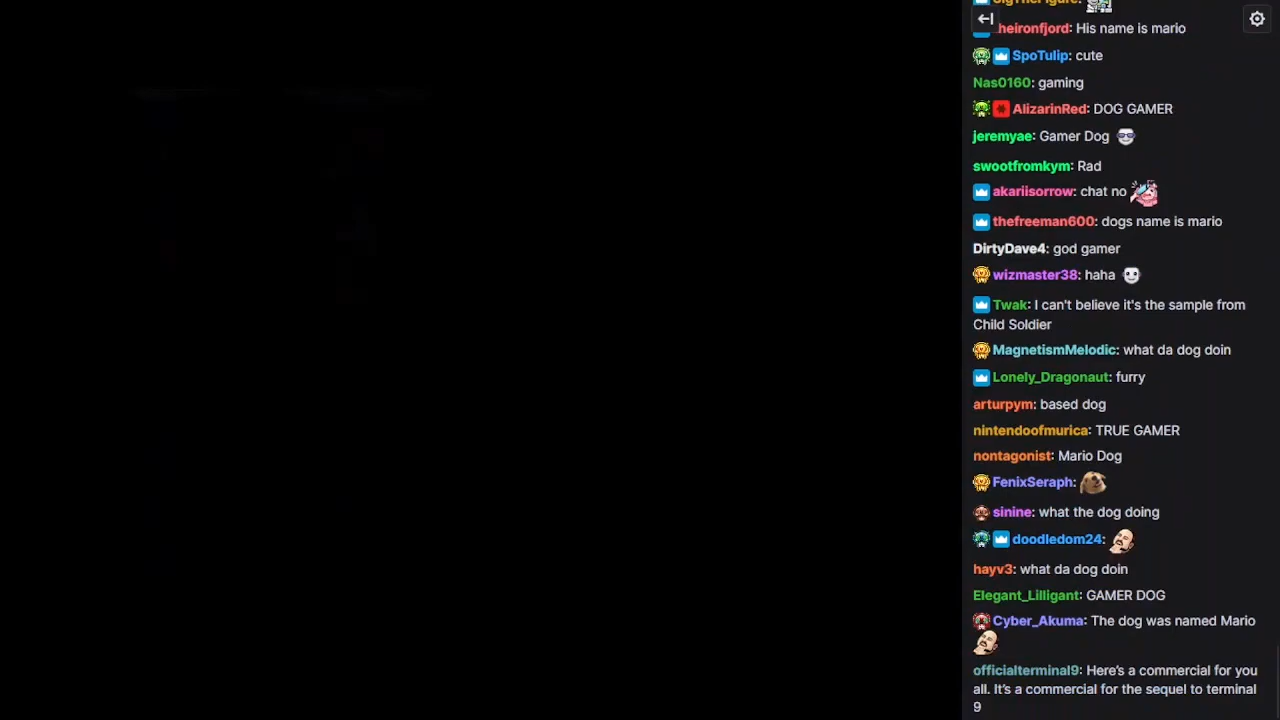 theironfjord: His name is mario
SpoTulip: cute
Nas0160: gaming
AlizarinRed: DOG GAMER
jeremyae: Gamer Dog
swootfromkym: Rad
akariisorrow: chat no
thefreeman600: dogs name is mario
DirtyDave4: god gamer
wizmaster38: haha
Twak: I can't believe it's the sample from
Child Soldier
MagnetismMelodic: what da dog doin
Lonely_Dragonaut: furry
arturpym: based dog
nintendoofmurica: TRUE GAMER
nontagonist: Mario Dog
FenixSeraph:
sinine: what the dog doing
doodledom24:
hayv3: what da dog doin
Elegant_Lilligant: GAMER DOG
Cyber_Akuma: The dog was named Mario
officialterminal9: Here's a commercial for you
all. It's a commercial for the sequel to terminal
9